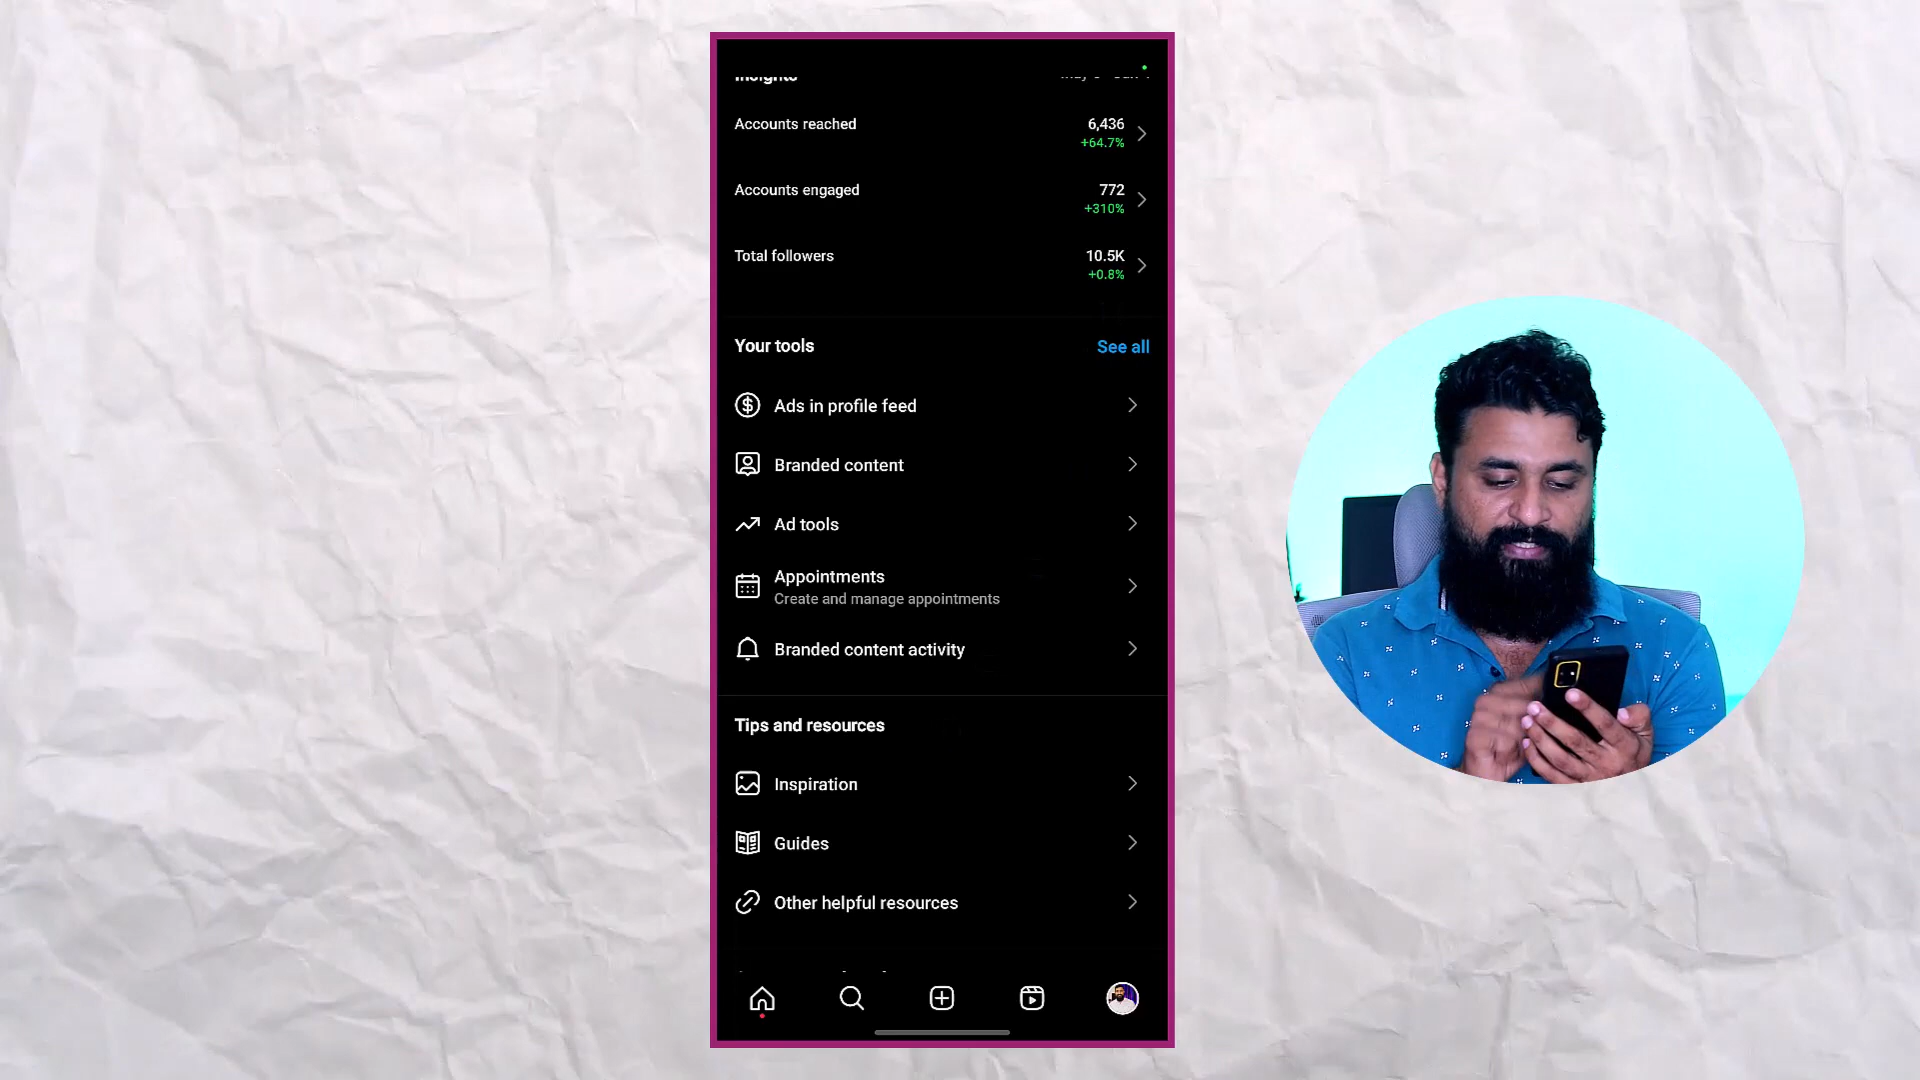 Insights
Accounts reached
6,436
+64.7%
Accounts engaged
772
+310%
Total followers
10.5K
+0.8%
Your tools
See all
Ads in profile feed
Branded content
Ad tools
Appointments
Create and manage appointments
Branded content activity
Tips and resources
Inspiration
Guides
Other helpful resources